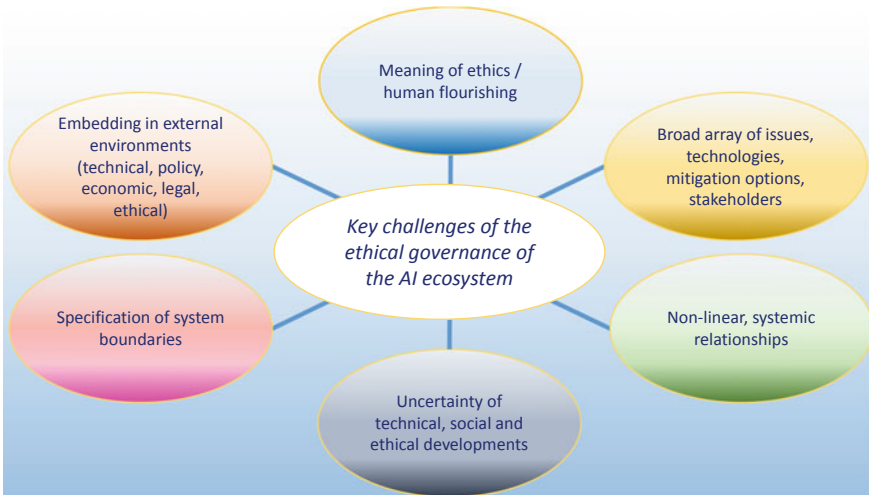 Meaning of ethics /
human flourishing
Embedding in external
environments
(technical, policy,
economic, legal,
ethical)
Broad array of issues,
technologies,
mitigation options,
stakeholders
Key challenges of the
ethical governance of
the AI ecosystem
Specification of system
boundaries
Non-linear, systemic
relationships
Uncertainty of
technical, social and
ethical developments